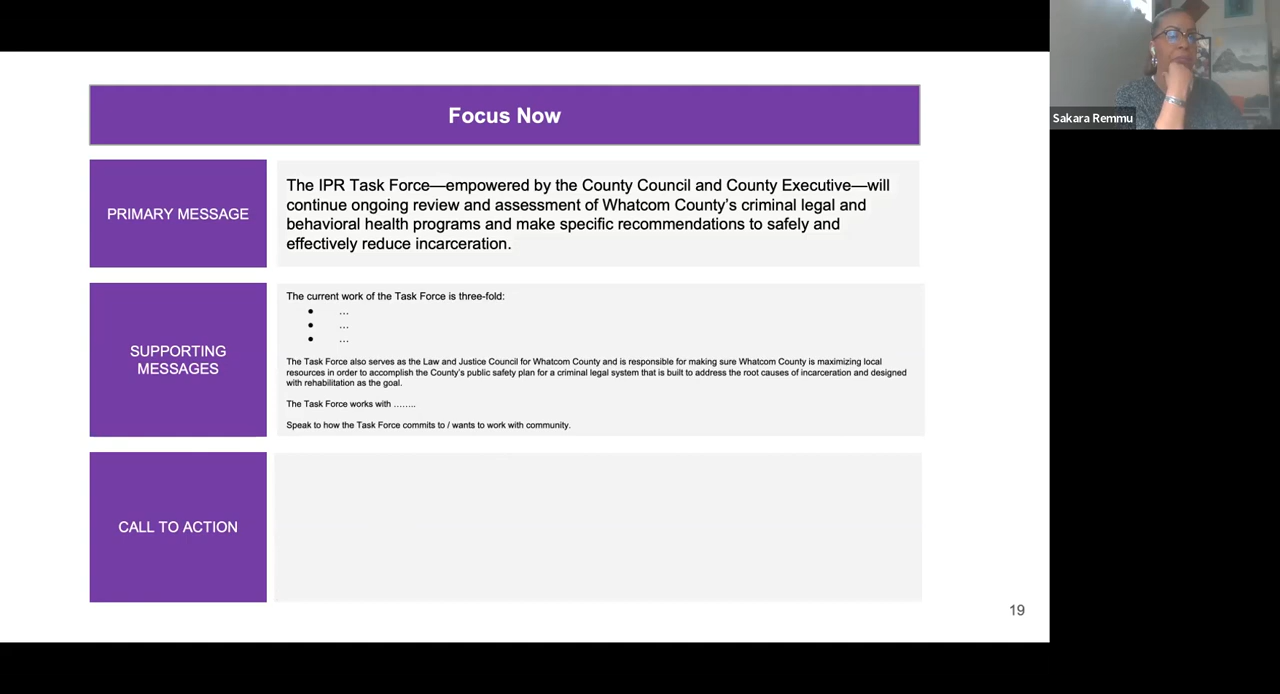 Focus Now
PRIMARY MESSAGE
The IPR Task Force—empowered by the County Council and County Executive—will
continue ongoing review and assessment of Whatcom County’s criminal legal and
behavioral health programs and make specific recommendations to safely and
effectively reduce incarceration.
SUPPORTING
MESSAGES
The current work of the Task Force is three-fold:
● …
● …
● …
The Task Force also serves as the Law and Justice Council for Whatcom County and is responsible for making sure Whatcom County is maximizing local
resources in order to accomplish the County’s public safety plan for a criminal legal system that is built to address the root causes of incarceration and designed
with rehabilitation as the goal.
The Task Force works with ……..
Speak to how the Task Force commits to / wants to work with community.
CALL TO ACTION
19
Sakara Remmu